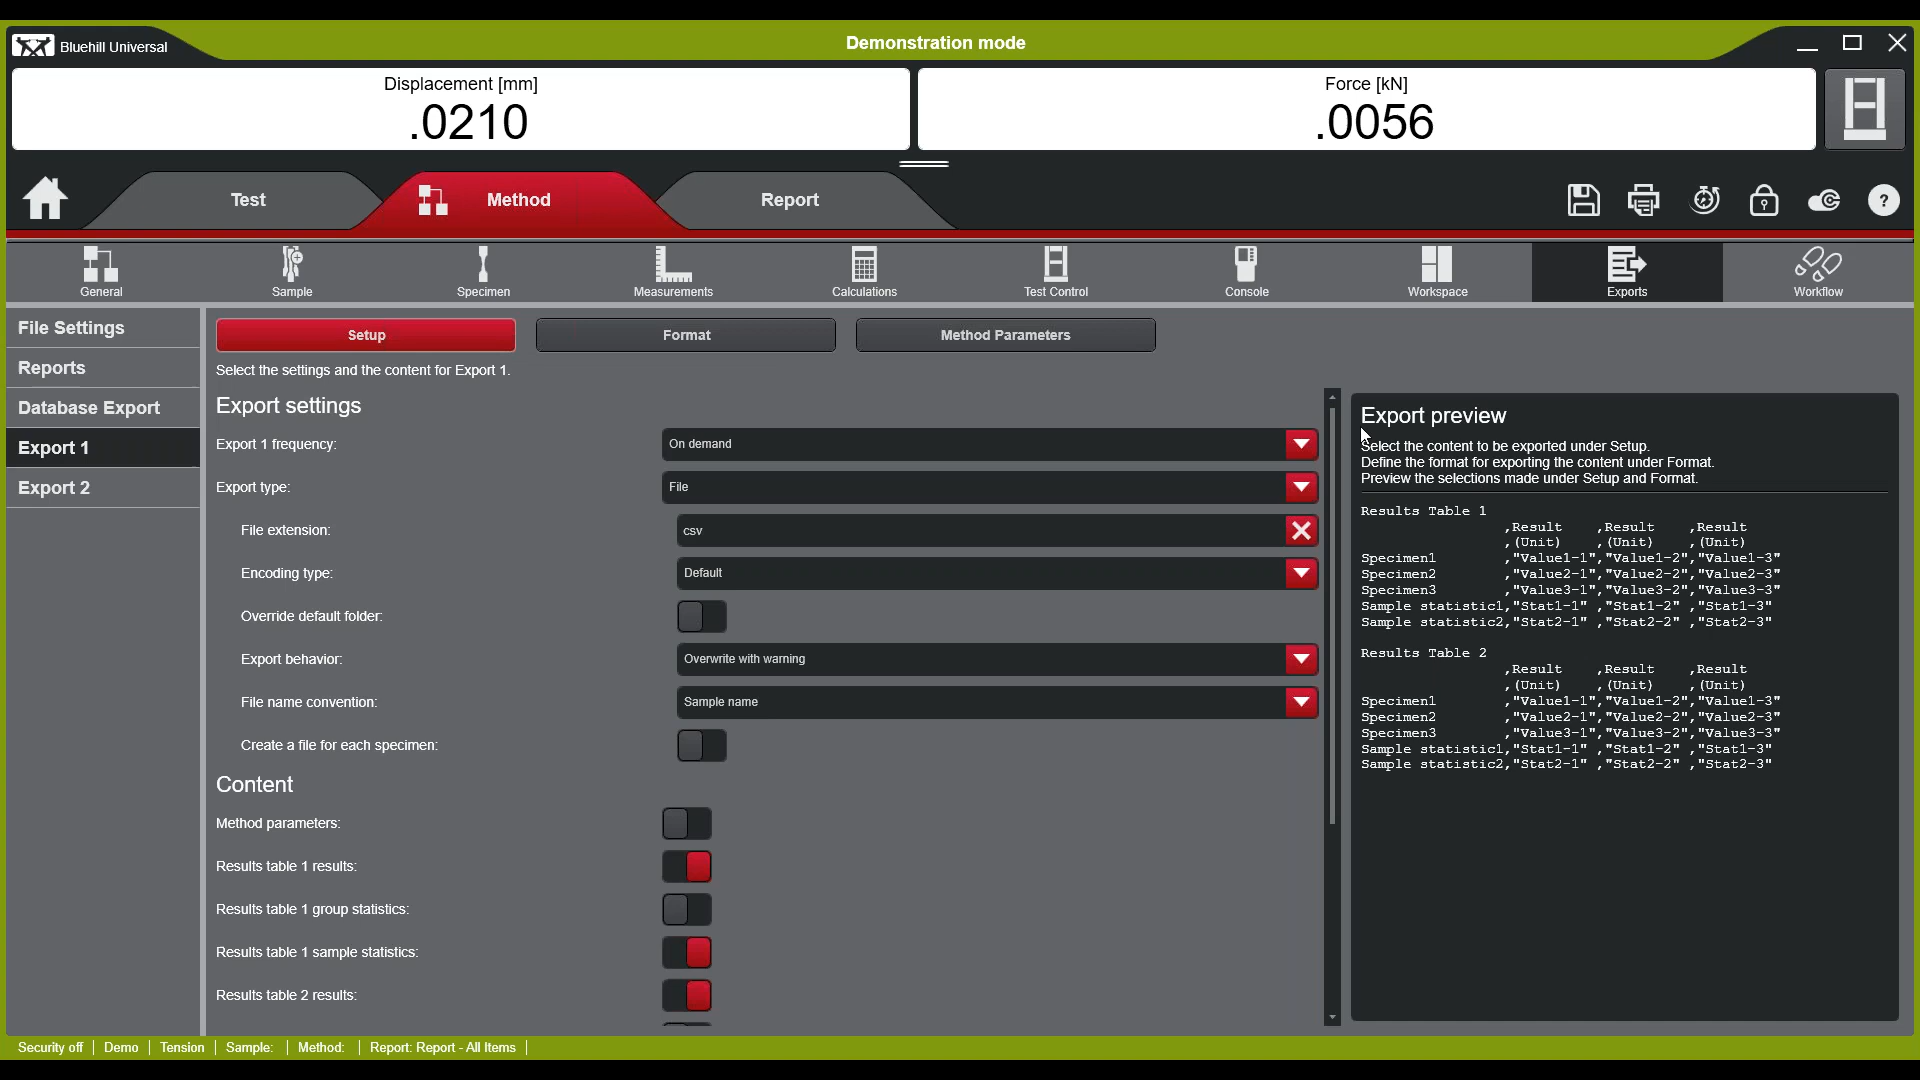 Bluehill Universal
Demonstration mode
Displacement [mm]
.0210
Force [kN]
.0056
Test
Method
Report
?
General
Sample
Specimen
Measurements
Calculations
Test Control
Console
Workspace
Exports
Workflow
File Settings
Reports
Database Export
Export 1
Export 2
Setup
Format
Method Parameters
Select the settings and the content for Export 1.
Export settings
Export 1 frequency:
On demand
Export type:
File
File extension:
csv
Encoding type:
Default
Override default folder:
Export behavior:
Overwrite with warning
File name convention:
Sample name
Create a file for each specimen:
Content
Method parameters:
Results table 1 results:
Results table 1 group statistics:
Results table 1 sample statistics:
Results table 2 results:
Export preview
Select the content to be exported under Setup.
Define the format for exporting the content under Format.
Preview the selections made under Setup and Format.
Results Table 1
,Result ,Result ,Result
,(Unit) ,(Unit) ,(Unit)
Specimen1 ,"Value1-1","Value1-2","Value1-3"
Specimen2 ,"Value2-1","Value2-2","Value2-3"
Specimen3 ,"Value3-1","Value3-2","Value3-3"
Sample statistic1,"Stat1-1" ,"Stat1-2" ,"Stat1-3"
Sample statistic2,"Stat2-1" ,"Stat2-2" ,"Stat2-3"
Results Table 2
,Result ,Result ,Result
,(Unit) ,(Unit) ,(Unit)
Specimen1 ,"Value1-1","Value1-2","Value1-3"
Specimen2 ,"Value2-1","Value2-2","Value2-3"
Specimen3 ,"Value3-1","Value3-2","Value3-3"
Sample statistic1,"Stat1-1" ,"Stat1-2" ,"Stat1-3"
Sample statistic2,"Stat2-1" ,"Stat2-2" ,"Stat2-3"
Security off | Demo | Tension | Sample: | Method: | Report: Report - All Items |